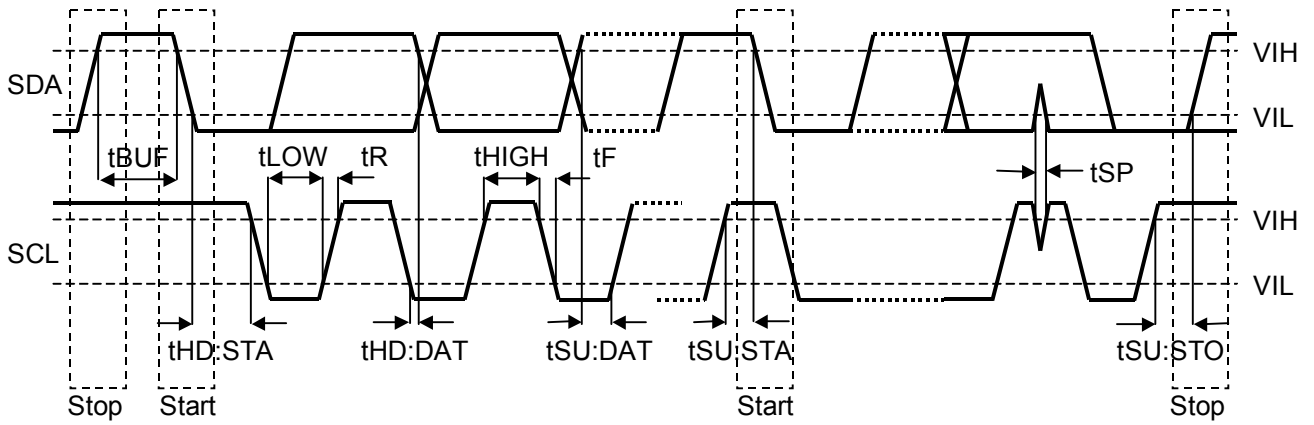 VIH
SDA
VIL
tBUF tLOW tR tHIGH tF tSP
VIH
SCL
VIL
tHD:STA tHD:DAT tSU:DAT tSU:STA tSU:STO
Stop Start Start Stop